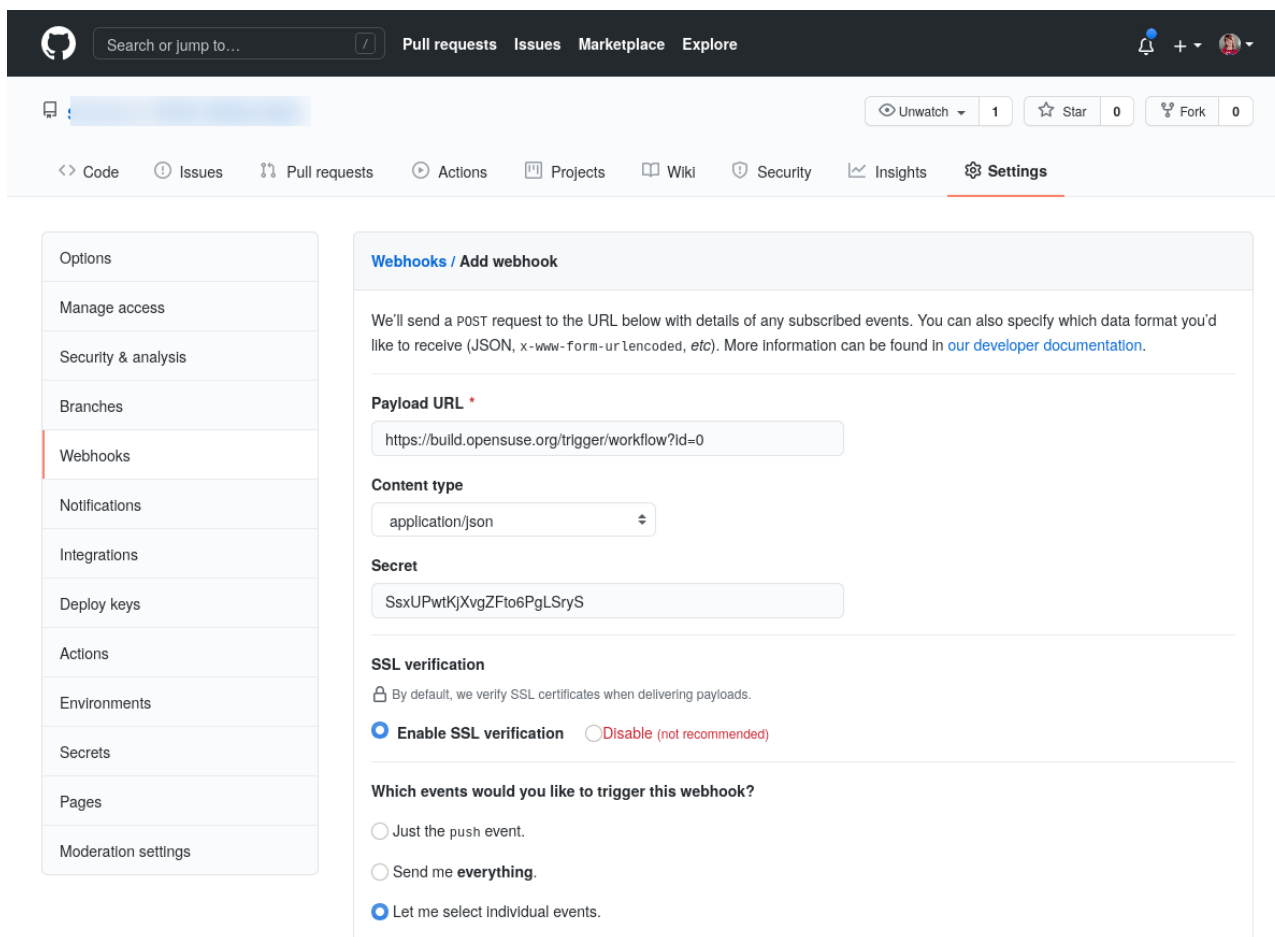 Search or jump to… / Pull requests Issues Marketplace Explore
Unwatch 1 Star 0 Fork 0
Code Issues Pull requests Actions Projects Wiki Security Insights Settings
Options
Manage access
Security & analysis
Branches
Webhooks
Notifications
Integrations
Deploy keys
Actions
Environments
Secrets
Pages
Moderation settings
Webhooks / Add webhook
We'll send a POST request to the URL below with details of any subscribed events. You can also specify which data format you'd
like to receive (JSON, x-www-form-urlencoded, etc). More information can be found in our developer documentation.
Payload URL *
https://build.opensuse.org/trigger/workflow?id=0
Content type
application/json
Secret
SsxUPwtKjXvgZFto6PgLSryS
SSL verification
By default, we verify SSL certificates when delivering payloads.
Enable SSL verification Disable (not recommended)
Which events would you like to trigger this webhook?
Just the push event.
Send me everything.
Let me select individual events.